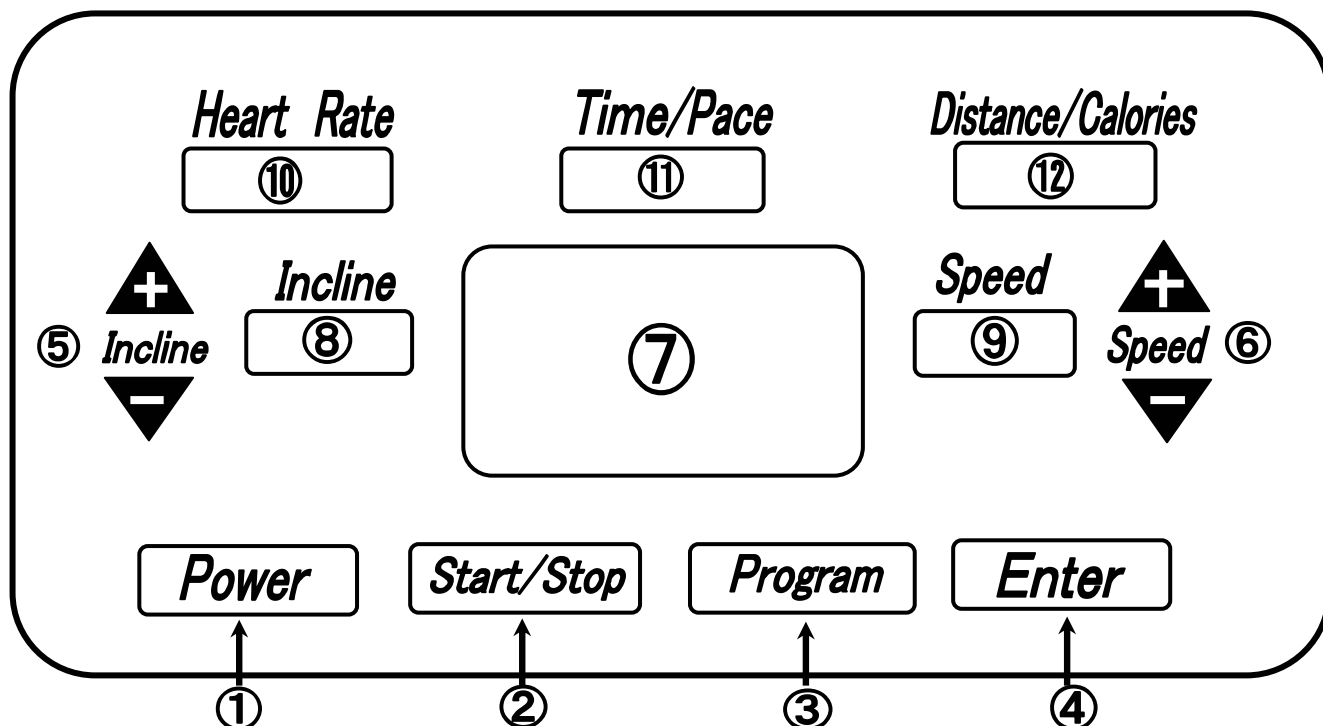 Heart Rate Time/Pace Distance/Calories
⑩ ⑪ ⑫
+ Incline Speed +
⑤ Incline ⑧ ⑦ ⑨ Speed ⑥
− −
Power Start/Stop Program Enter
① ② ③ ④